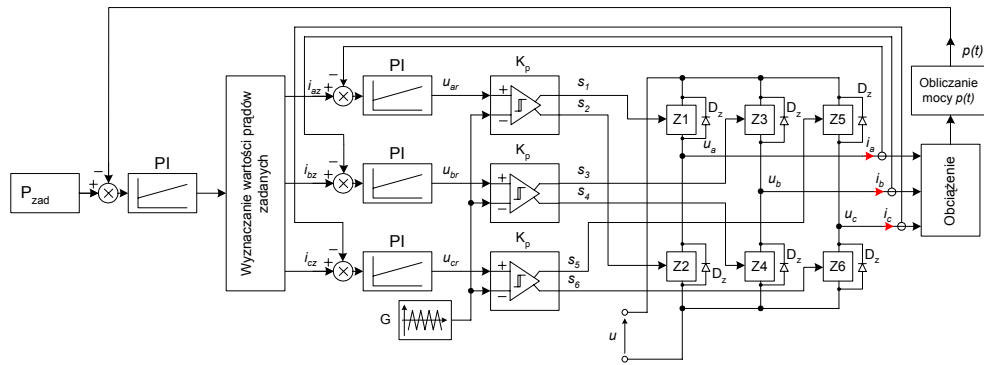 p(t)
Obliczanie mocy p(t)
Obciążenie
P_zad
PI
Wyznaczanie wartości prądów zadanych
i_az
i_bz
i_cz
PI
PI
PI
u_ar
u_br
u_cr
G
K_p
K_p
K_p
s_1
s_2
s_3
s_4
s_5
s_6
Z1
D_z
Z3
D_z
Z5
D_z
u_a
u_b
u_c
i_a
i_b
i_c
Z2
D_z
Z4
D_z
Z6
D_z
u